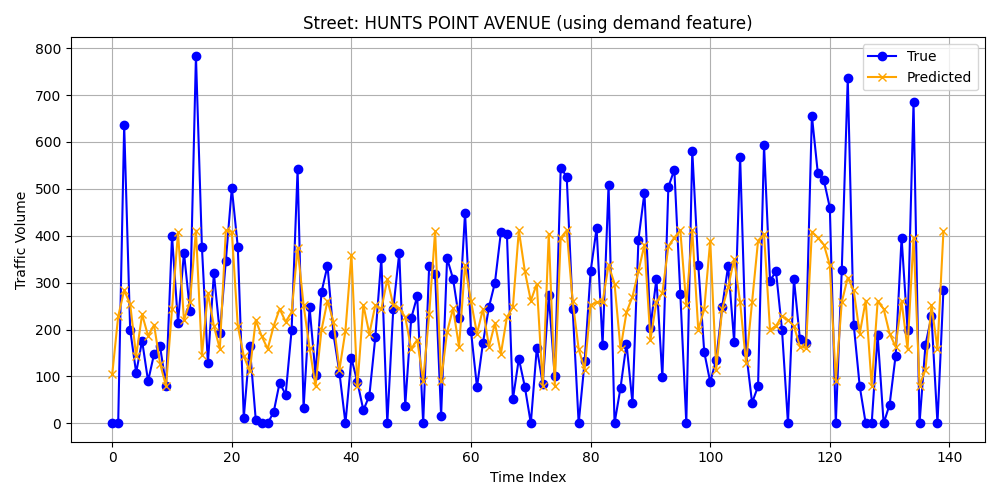 Street: HUNTS POINT AVENUE (using demand feature)
True
Predicted
Traffic Volume
800
700
600
500
400
300
200
100
0
0 20 40 60 80 100 120 140
Time Index